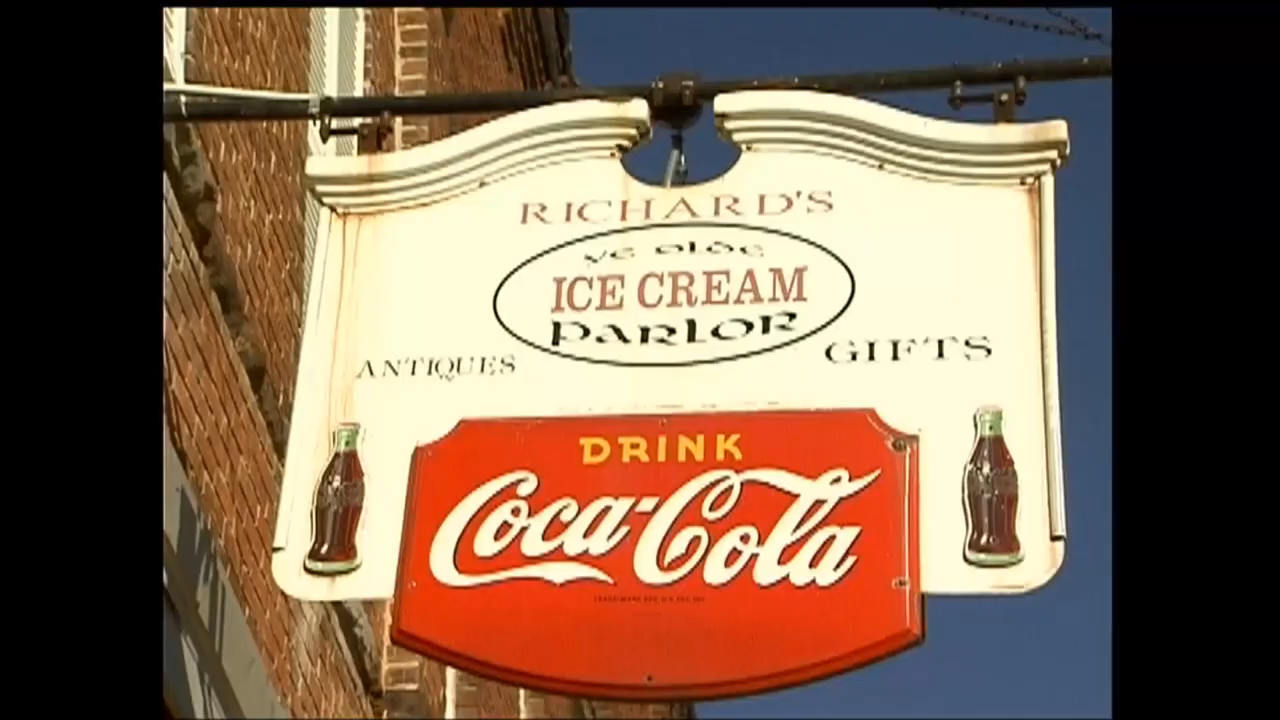 RICHARD'S
ye olde
ICE CREAM
PARLOR
ANTIQUES
GIFTS
DRINK
Coca-Cola